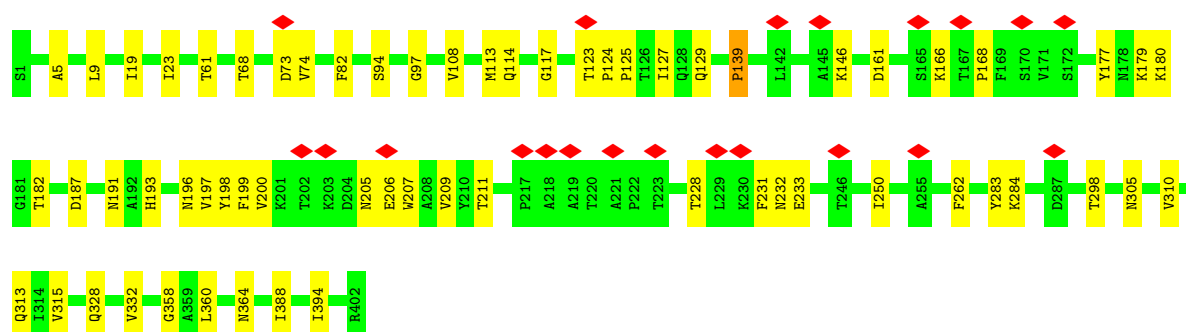 S1 A5 L9 I19 I23 T61 T68 D73 V74 F82 S94 G97 V108 M113 Q114 G117 T123 P124 P125 T126 I127 Q128 Q129 P139 L142 A145 K146 D161 S165 K166 T167 P168 F169 S170 V171 S172 Y177 N178 K179 K180
G181 T182 D187 N191 A192 H193 N196 V197 Y198 F199 V200 K201 T202 K203 D204 N205 E206 W207 A208 V209 Y210 T211 P217 A218 A219 T220 A221 P222 T223 T228 L229 K230 F231 N232 E233 T246 I250 A255 F262 Y283 K284 D287 T298 N305 V310
Q313 I314 V315 Q328 V332 G358 A359 L360 N364 I388 I394 R402